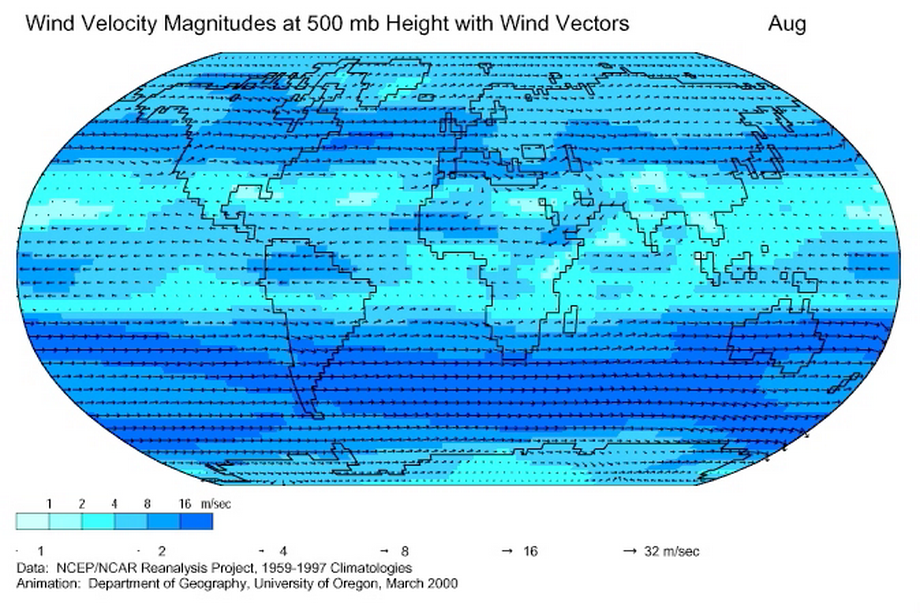 Wind Velocity Magnitudes at 500 mb Height with Wind Vectors Aug
1 2 4 8 16 m/sec
1 2 4 8 16 32 m/sec
Data: NCEP/NCAR Reanalysis Project, 1959-1997 Climatologies
Animation: Department of Geography, University of Oregon, March 2000